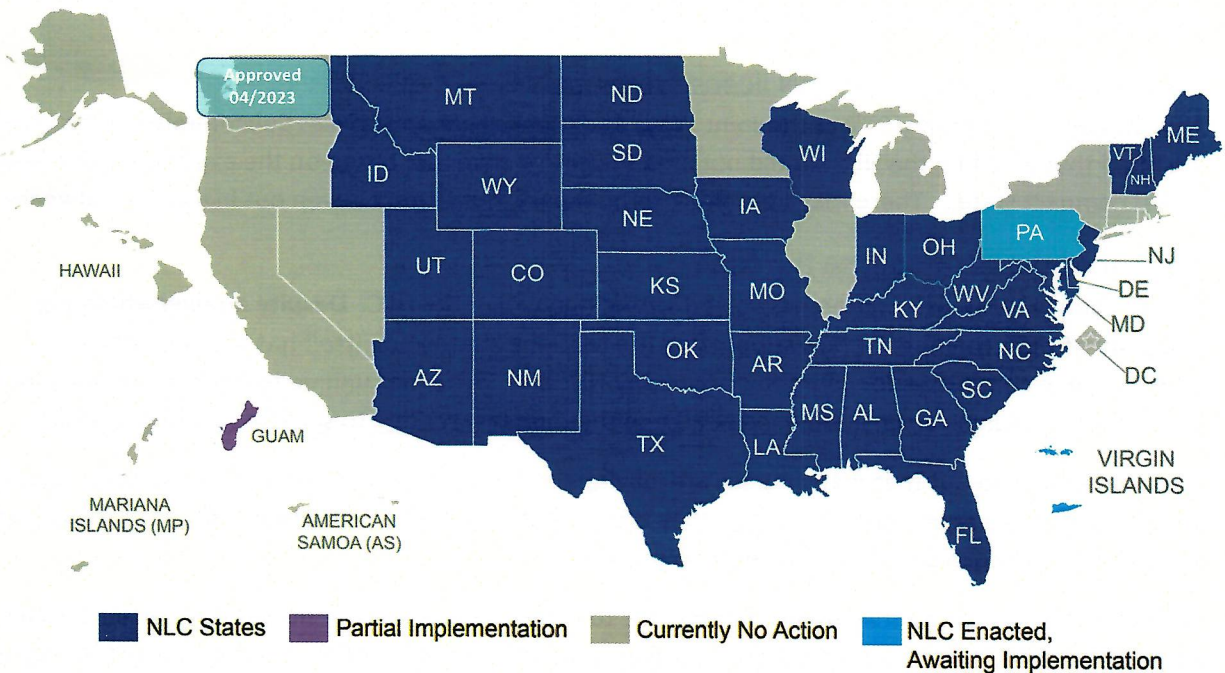 Approved
04/2023
MT
ND
ME
VT
NH
ID
SD
WI
WY
NE
IA
PA
UT
CO
KS
MO
IN
OH
NJ
DE
MD
DC
HAWAII
KY
WV
VA
AZ
NM
OK
AR
TN
NC
SC
MS
AL
GA
TX
LA
FL
GUAM
MARIANA
ISLANDS (MP)
AMERICAN
SAMOA (AS)
VIRGIN
ISLANDS
NLC States
Partial Implementation
Currently No Action
NLC Enacted,
Awaiting Implementation